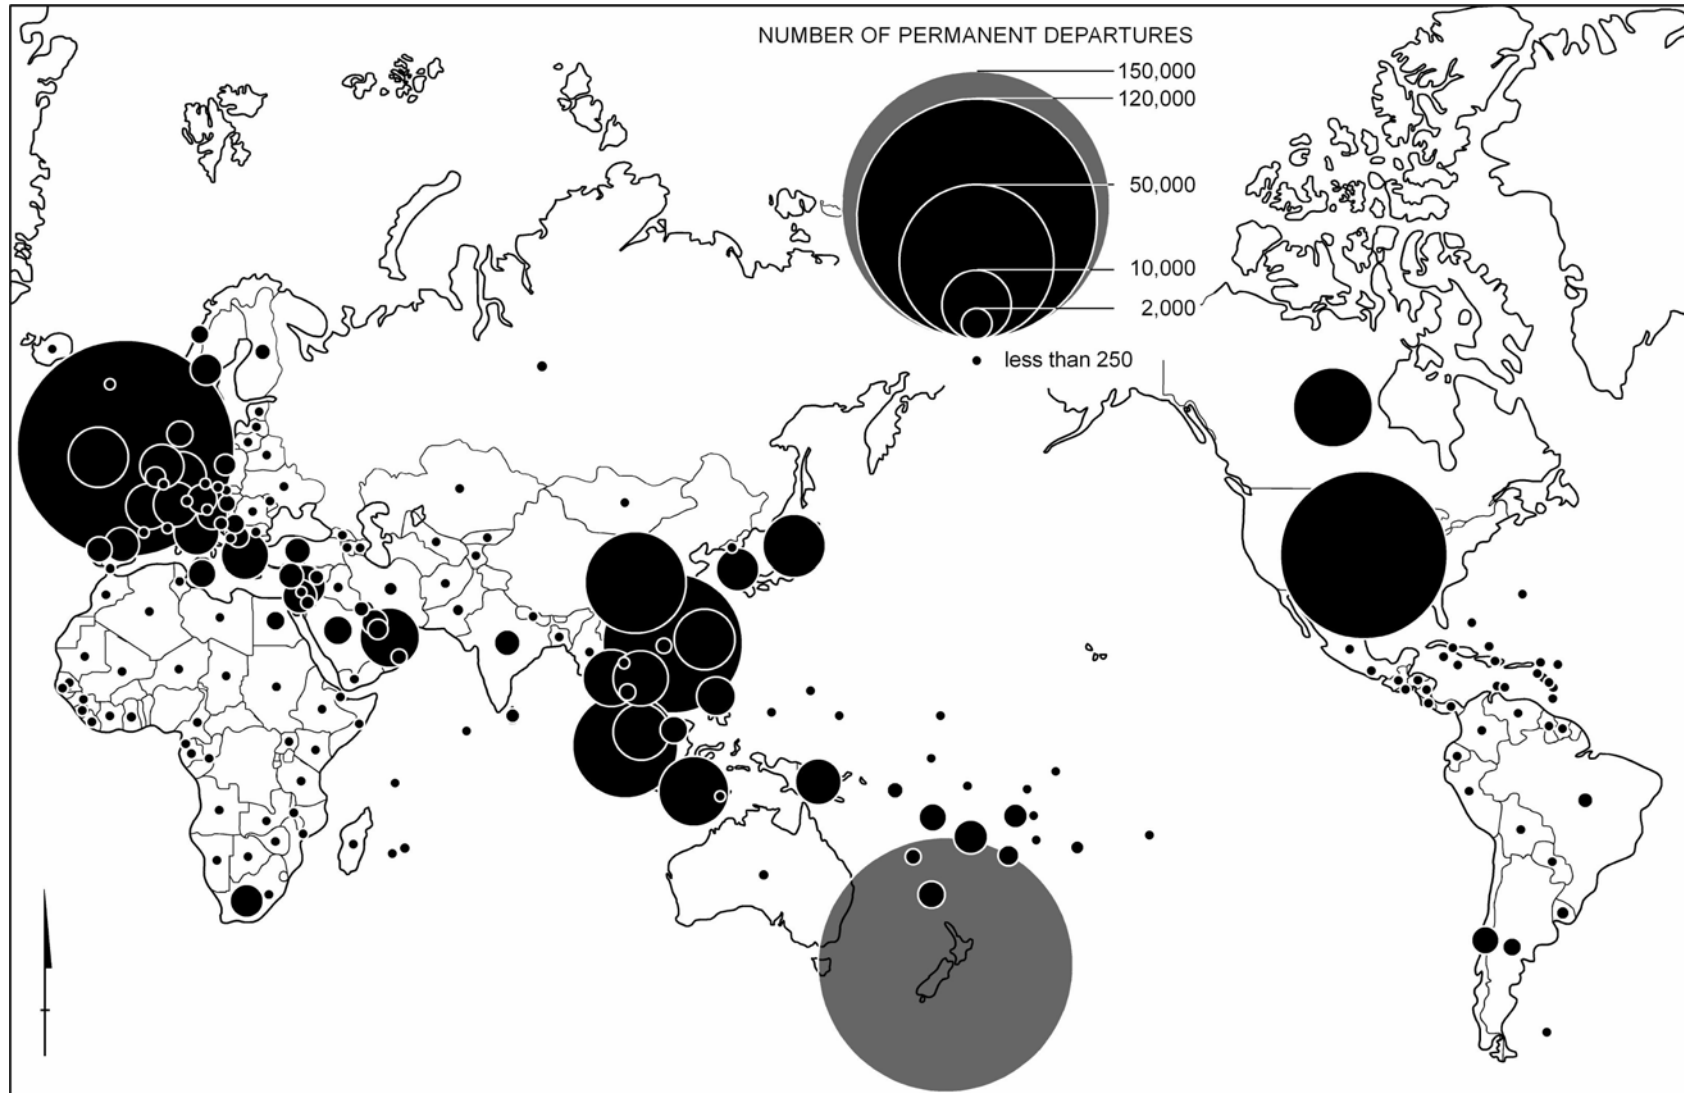 NUMBER OF PERMANENT DEPARTURES
150,000
120,000
50,000
10,000
2,000
less than 250